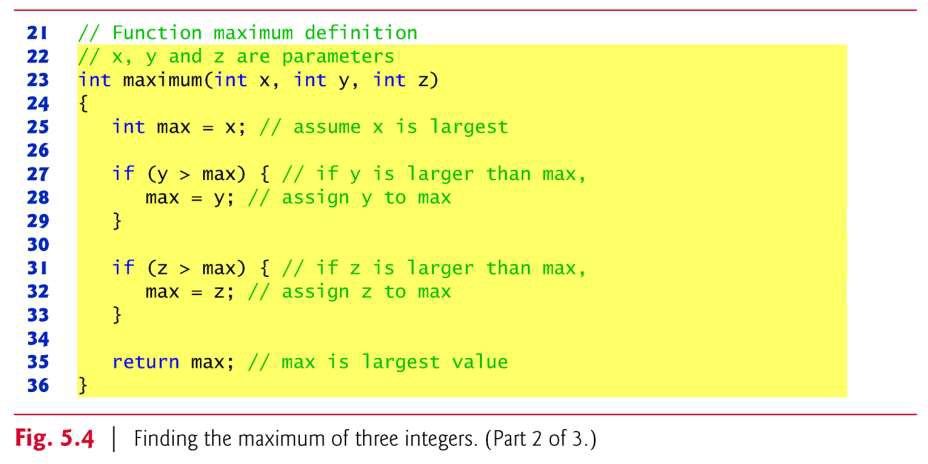 21 // Function maximum definition
22 // x, y and z are parameters
23 int maximum(int x, int y, int z)
24 {
25    int max = x; // assume x is largest
26
27    if (y > max) { // if y is larger than max,
28       max = y; // assign y to max
29    }
30
31    if (z > max) { // if z is larger than max,
32       max = z; // assign z to max
33    }
34
35    return max; // max is largest value
36 }
Fig. 5.4 | Finding the maximum of three integers. (Part 2 of 3.)